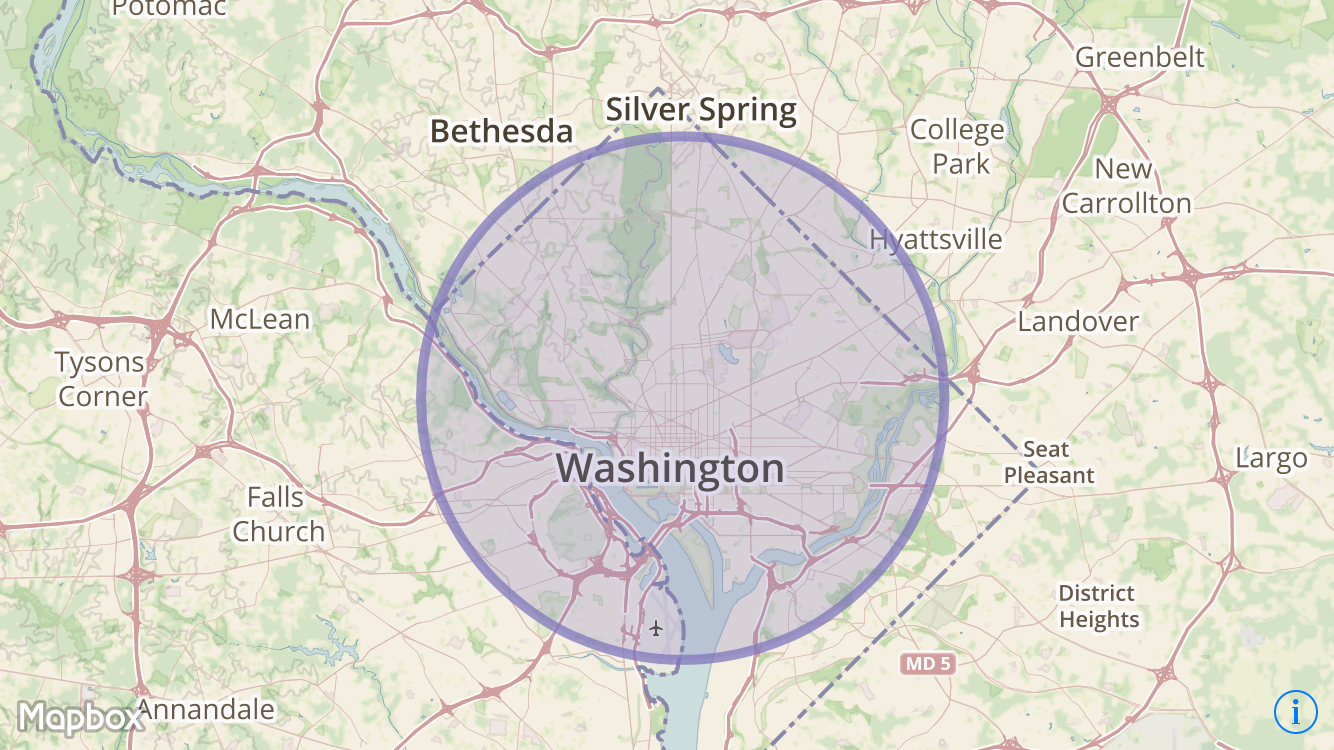 Potomac
Greenbelt
Silver Spring
Bethesda
College
Park
New
Carrollton
Hyattsville
McLean
Landover
Tysons
Corner
Washington
Seat
Pleasant
Largo
Falls
Church
District
Heights
MD 5
Annandale
Mapbox
i